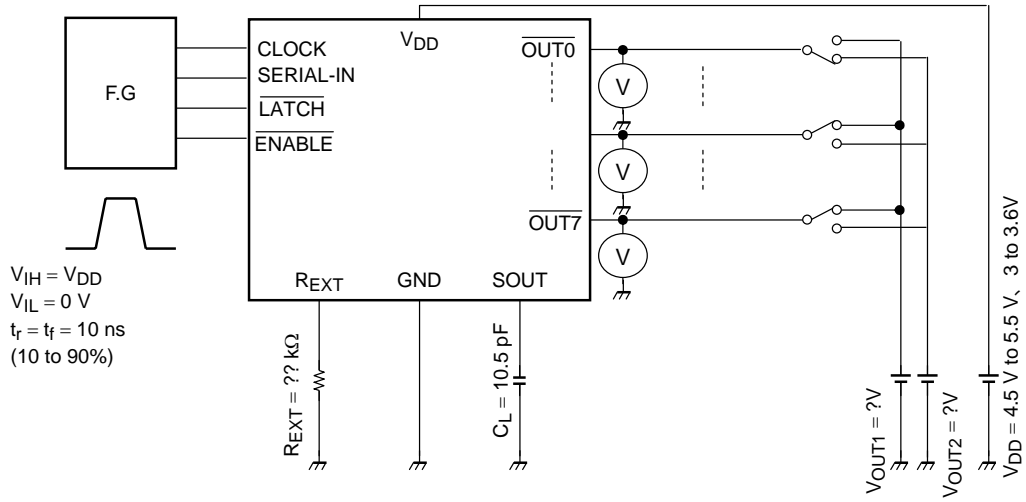 F.G
CLOCK
SERIAL-IN
LATCH
ENABLE
VDD
OUT0
OUT7
V
V
V
REXT
GND
SOUT
VIH = VDD
VIL = 0 V
tr = tf = 10 ns
(10 to 90%)
REXT = ?? kΩ
CL = 10.5 pF
VOUT1 = ?V
VOUT2 = ?V
VDD = 4.5 V to 5.5 V、3 to 3.6V